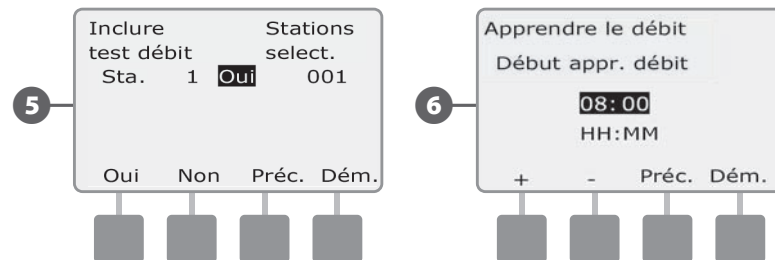 5
Inclure Stations
test débit select.
Sta. 1 Oui 001
Oui Non Préc. Dém.
6
Apprendre le débit
Début appr. débit
08:00
HH:MM
+ - Préc. Dém.